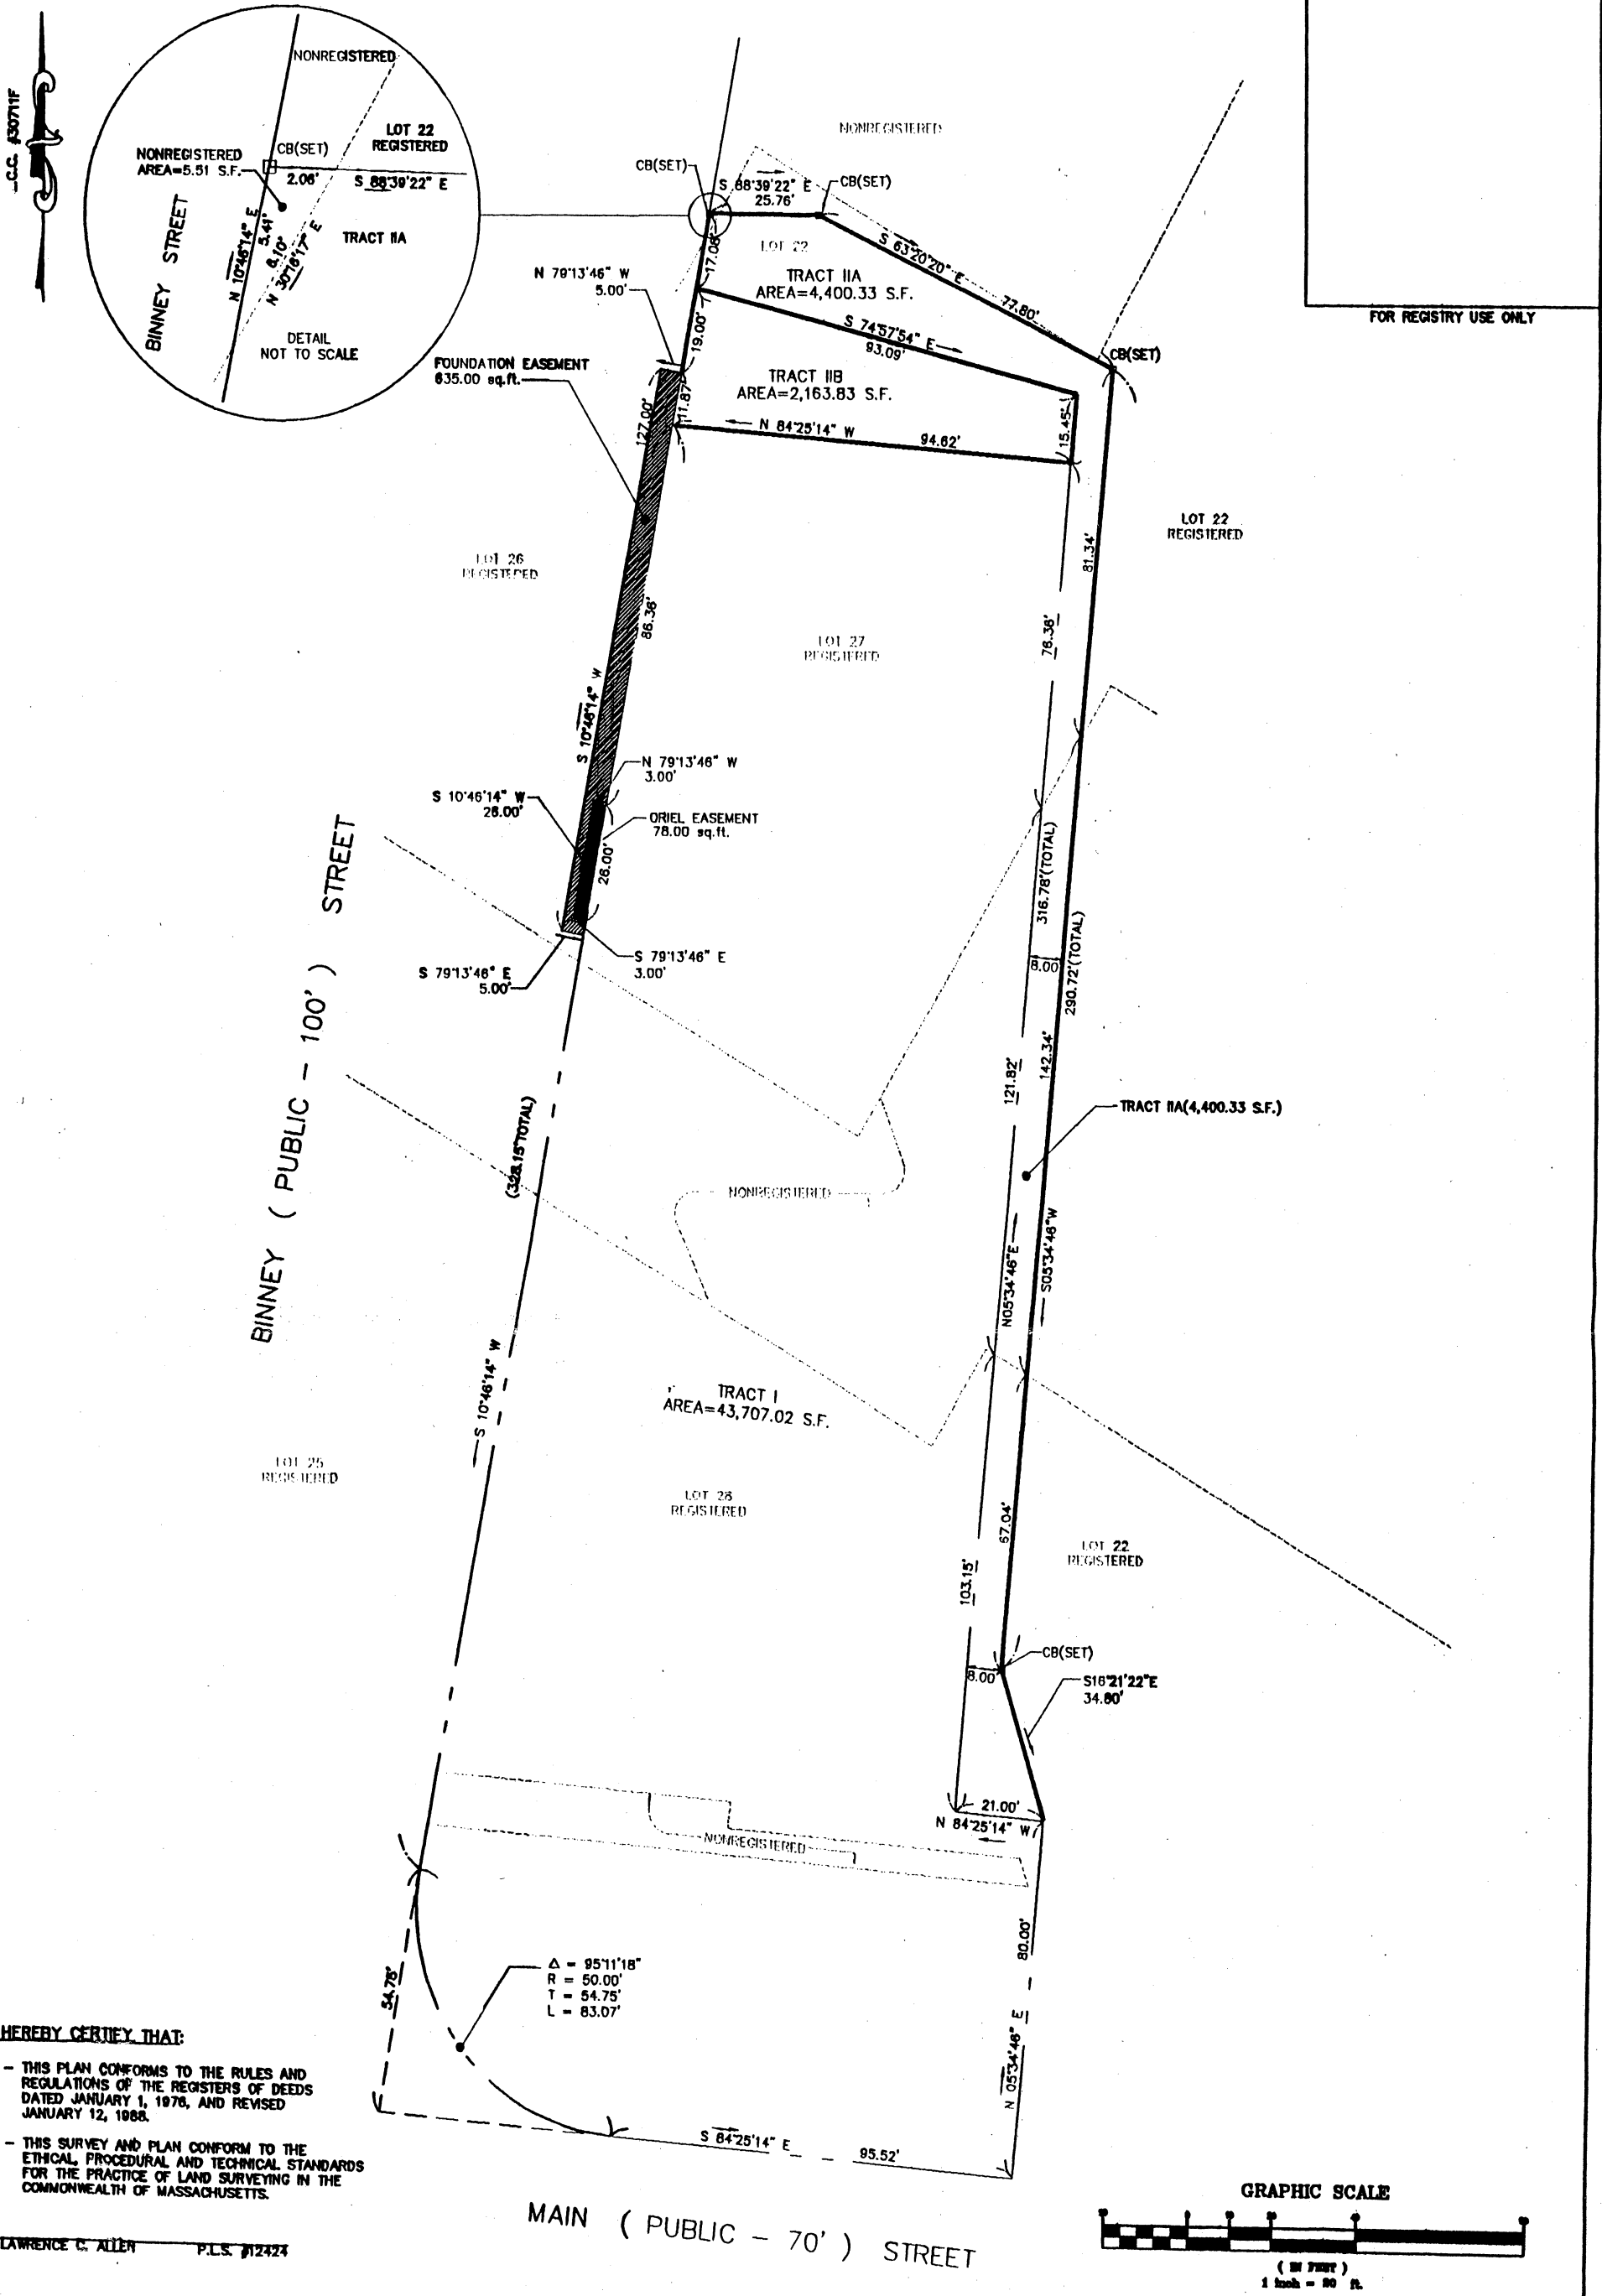 L.C.C. #30711F
NONREGISTERED
NONREGISTERED
AREA=5.51 S.F.
CB(SET)
LOT 22
REGISTERED
2.06'
S 88°39'22" E
N 10°46'14" E
5.41'
8.10'
N 30°16'17" E
TRACT IIA
BINNEY STREET
DETAIL
NOT TO SCALE
FOR REGISTRY USE ONLY
NONREGISTERED
CB(SET)
S 88°39'22" E
25.76'
CB(SET)
LOT 22
17.08'
S 63°20'20" E
77.80'
TRACT IIA
AREA=4,400.33 S.F.
N 79°13'46" W
5.00'
19.00'
S 74°57'54" E
93.09'
CB(SET)
FOUNDATION EASEMENT
635.00 sq.ft.
TRACT IIB
AREA=2,163.83 S.F.
127.00'
11.87'
N 84°25'14" W
94.62'
15.45'
LOT 22
REGISTERED
81.34'
LOT 26
REGISTERED
86.36'
LOT 27
REGISTERED
76.36'
S 10°46'14" W
N 79°13'46" W
3.00'
S 10°46'14" W
26.00'
ORIEL EASEMENT
78.00 sq.ft.
26.00'
316.78'(TOTAL)
290.72'(TOTAL)
8.00'
S 79°13'46" E
3.00'
S 79°13'46" E
5.00'
BINNEY ( PUBLIC - 100' ) STREET
142.34'
121.82'
TRACT IIA(4,400.33 S.F.)
(328.15'TOTAL)
NONREGISTERED
N05°34'46"E
S05°34'46"W
S 10°46'14" W
TRACT I
AREA=43,707.02 S.F.
LOT 25
REGISTERED
LOT 28
REGISTERED
67.04'
LOT 22
REGISTERED
103.15'
CB(SET)
8.00'
S16°21'22"E
34.80'
21.00'
N 84°25'14" W
NONREGISTERED
80.00'
54.75'
Δ = 95°11'18"
R = 50.00'
T = 54.75'
L = 83.07'
N 05°34'46" E
S 84°25'14" E
95.52'
HEREBY CERTIFY THAT:
- THIS PLAN CONFORMS TO THE RULES AND
REGULATIONS OF THE REGISTERS OF DEEDS
DATED JANUARY 1, 1976, AND REVISED
JANUARY 12, 1988.
- THIS SURVEY AND PLAN CONFORM TO THE
ETHICAL, PROCEDURAL AND TECHNICAL STANDARDS
FOR THE PRACTICE OF LAND SURVEYING IN THE
COMMONWEALTH OF MASSACHUSETTS.
LAWRENCE C. ALLEN P.L.S. #12424
MAIN ( PUBLIC - 70' ) STREET
GRAPHIC SCALE
( IN FEET )
1 inch = 20 ft.